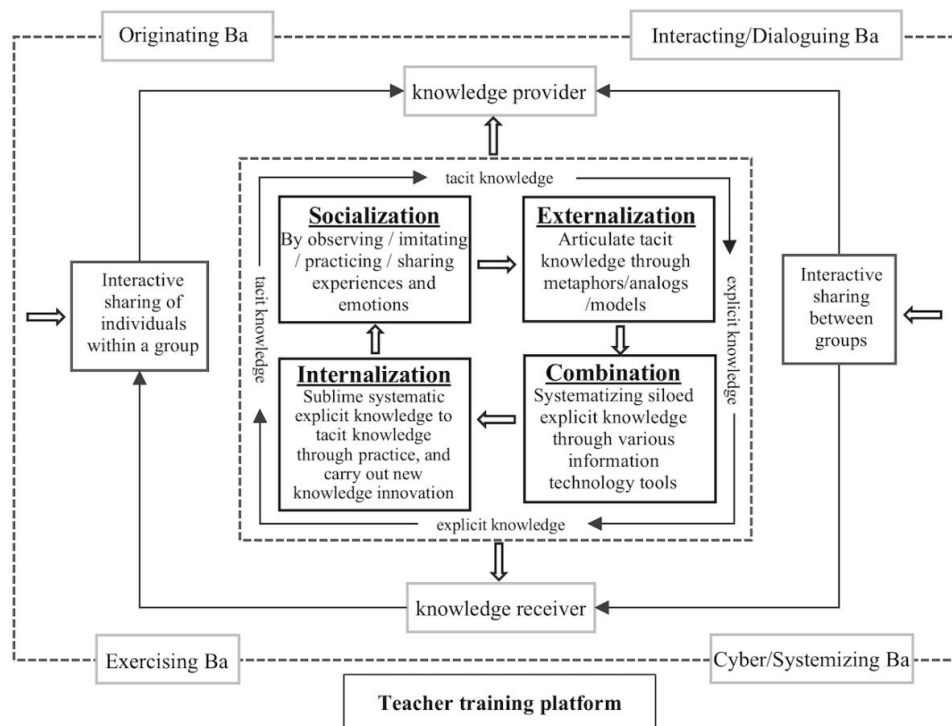 Originating Ba
Interacting/Dialoguing Ba
knowledge provider
tacit knowledge
Socialization
By observing / imitating
/ practicing / sharing
experiences and
emotions
Externalization
Articulate tacit
knowledge through
metaphors/analogs
/models
tacit knowledge
explicit knowledge
Interactive
sharing of
individuals
within a group
Interactive
sharing
between
groups
Internalization
Sublime systematic
explicit knowledge to
tacit knowledge
through practice, and
carry out new
knowledge innovation
Combination
Systematizing siloed
explicit knowledge
through various
information
technology tools
explicit knowledge
knowledge receiver
Exercising Ba
Cyber/Systemizing Ba
Teacher training platform